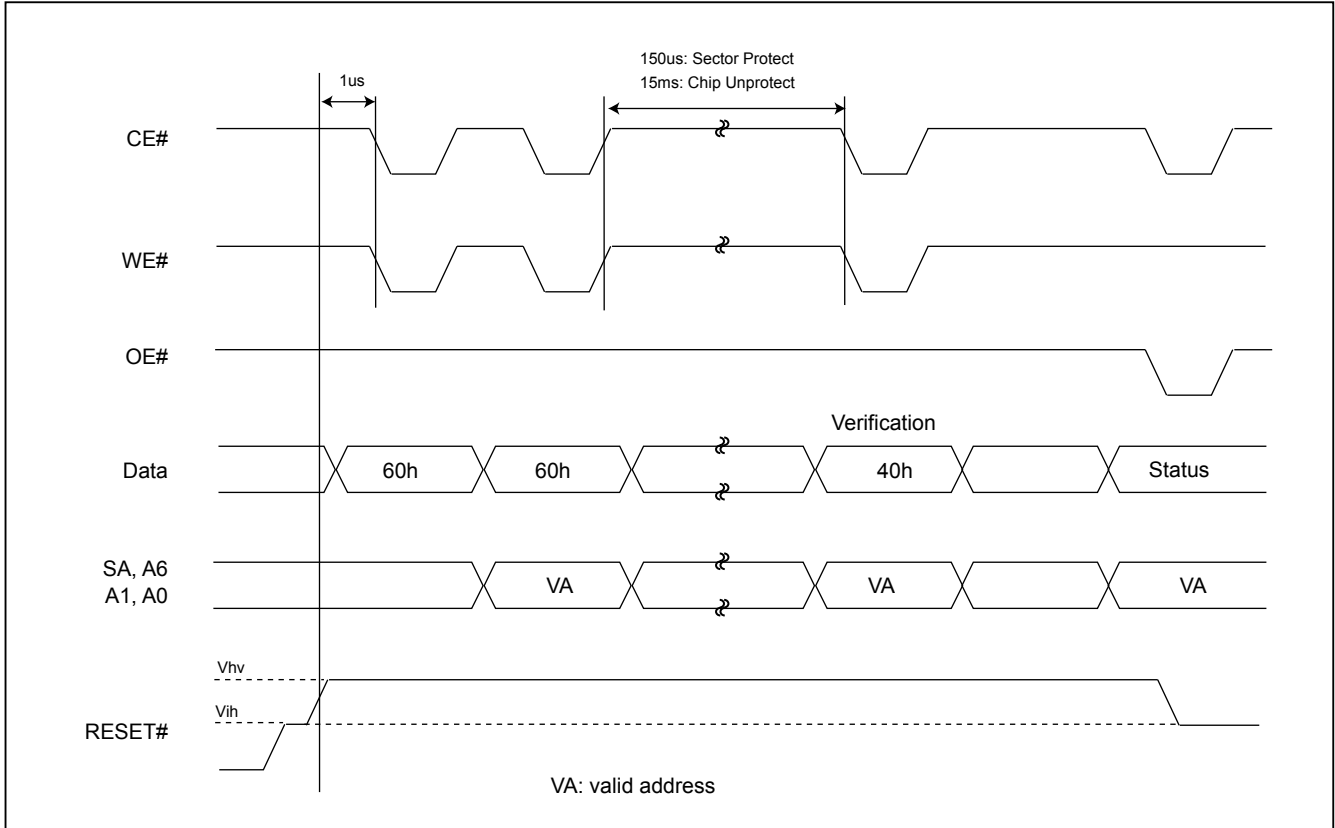 150us: Sector Protect
15ms: Chip Unprotect
1us
CE#
WE#
OE#
Verification
Data
60h
60h
40h
Status
SA, A6
A1, A0
VA
VA
VA
Vhv
Vih
RESET#
VA: valid address